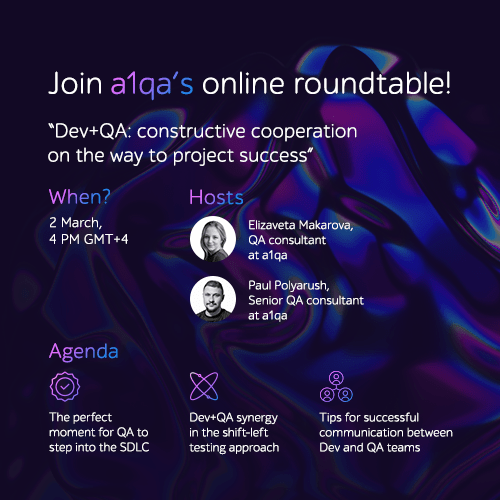 Join a1qa's online roundtable!
"Dev+QA: constructive cooperation
on the way to project success"
When?
2 March,
4 PM GMT+4
Hosts
Elizaveta Makarova,
QA consultant
at a1qa
Paul Polyarush,
Senior QA consultant
at a1qa
Agenda
The perfect
moment for QA to
step into the SDLC
Dev+QA synergy
in the shift-left
testing approach
Tips for successful
communication between
Dev and QA teams